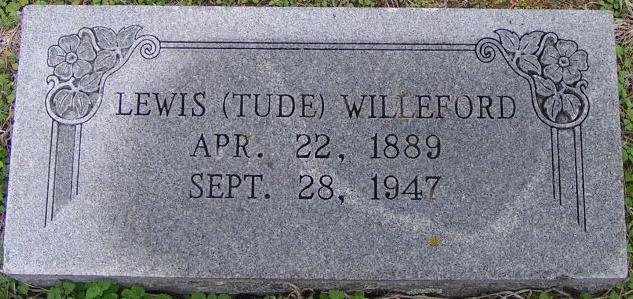 LEWIS (TUDE) WILLEFORD
APR. 22, 1889
SEPT. 28, 1947